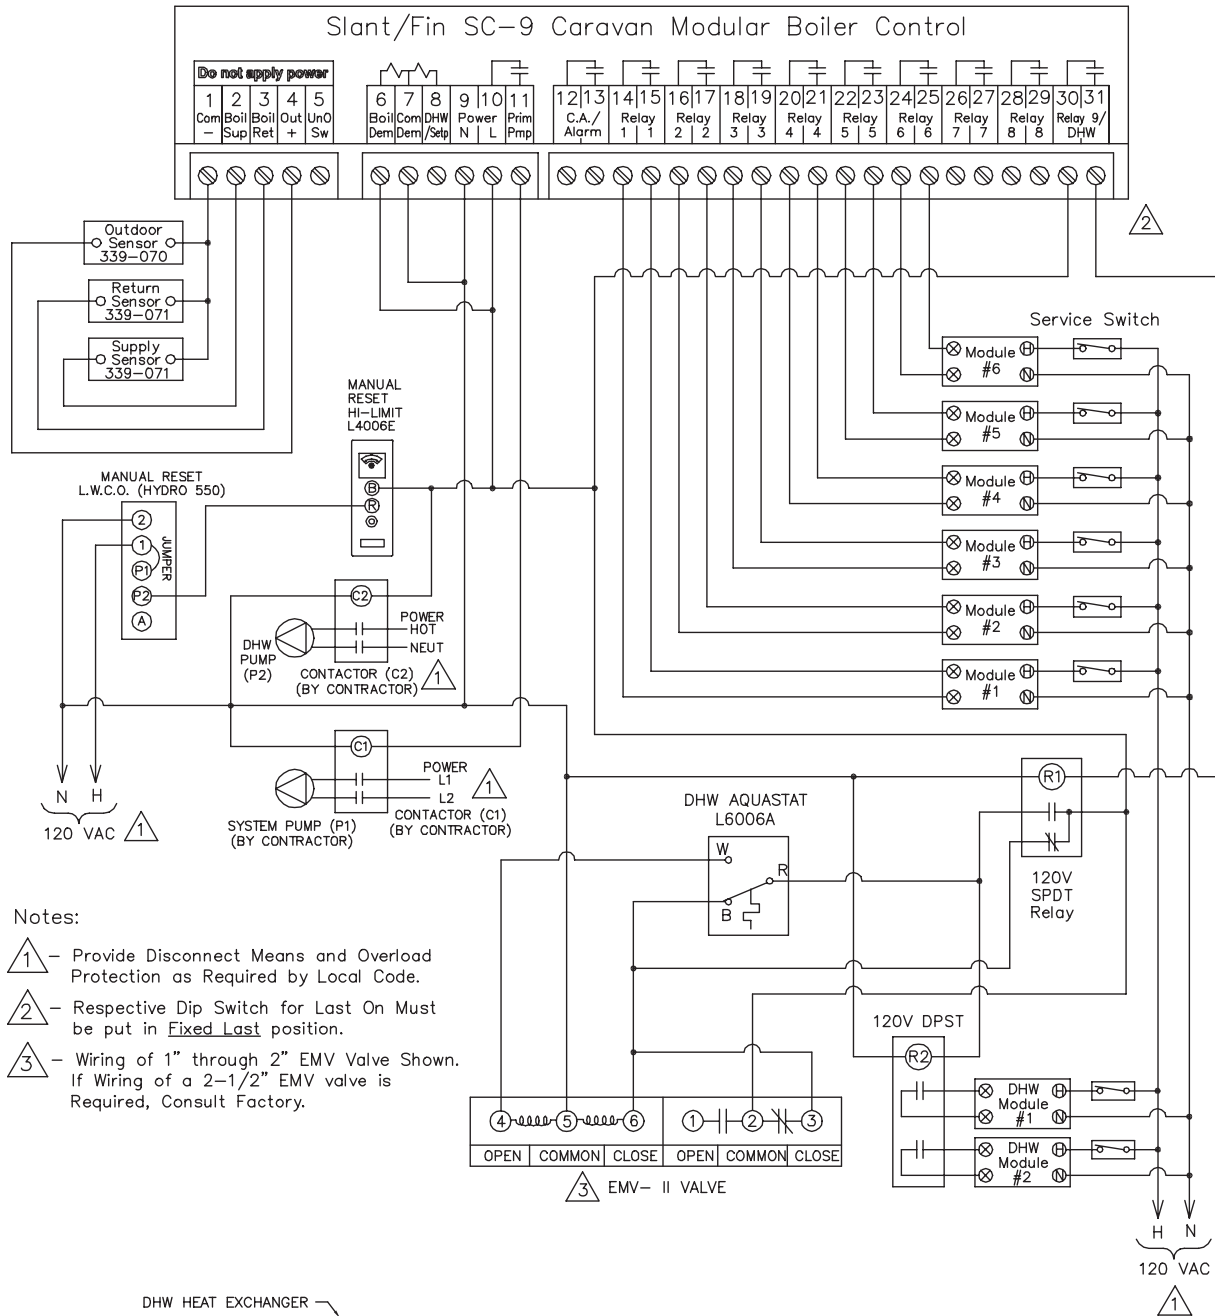 Slant/Fin SC-9 Caravan Modular Boiler Control
Do not apply power
1 2 3 4 5
Com Boil Boil Out UnO
- Sup Ret + Sw
6 7 8 9 10 11
Boil Com DHW Power Prim
Dem Dem /Setp N L Pmp
12 13 14 15 16 17 18 19 20 21 22 23 24 25 26 27 28 29 30 31
C.A./ Relay Relay Relay Relay Relay Relay Relay Relay Relay 9/
Alarm 1 1 2 2 3 3 4 4 5 5 6 6 7 7 8 8 DHW
2
Outdoor
Sensor
339-070
Return
Sensor
339-071
Supply
Sensor
339-071
Service Switch
Module H
#6 N
Module H
#5 N
Module H
#4 N
Module H
#3 N
Module H
#2 N
Module H
#1 N
MANUAL
RESET
HI-LIMIT
L4006E
B
R
MANUAL RESET
L.W.C.O. (HYDRO 550)
2
1
P1
P2
A
JUMPER
C2
POWER
HOT
NEUT
DHW
PUMP
(P2)
CONTACTOR (C2)
(BY CONTRACTOR)
1
C1
POWER
L1
L2
1
SYSTEM PUMP (P1)
(BY CONTRACTOR)
CONTACTOR (C1)
(BY CONTRACTOR)
N H
120 VAC
1
DHW AQUASTAT
L6006A
W
R
B
R1
120V
SPDT
Relay
Notes:
1 - Provide Disconnect Means and Overload
Protection as Required by Local Code.
2 - Respective Dip Switch for Last On Must
be put in Fixed Last position.
3 - Wiring of 1” through 2” EMV Valve Shown.
If Wiring of a 2-1/2” EMV valve is
Required, Consult Factory.
120V DPST
R2
DHW H
Module
#1 N
DHW H
Module
#2 N
4 5 6 1 2 3
OPEN COMMON CLOSE OPEN COMMON CLOSE
3 EMV- II VALVE
H N
120 VAC
1
DHW HEAT EXCHANGER